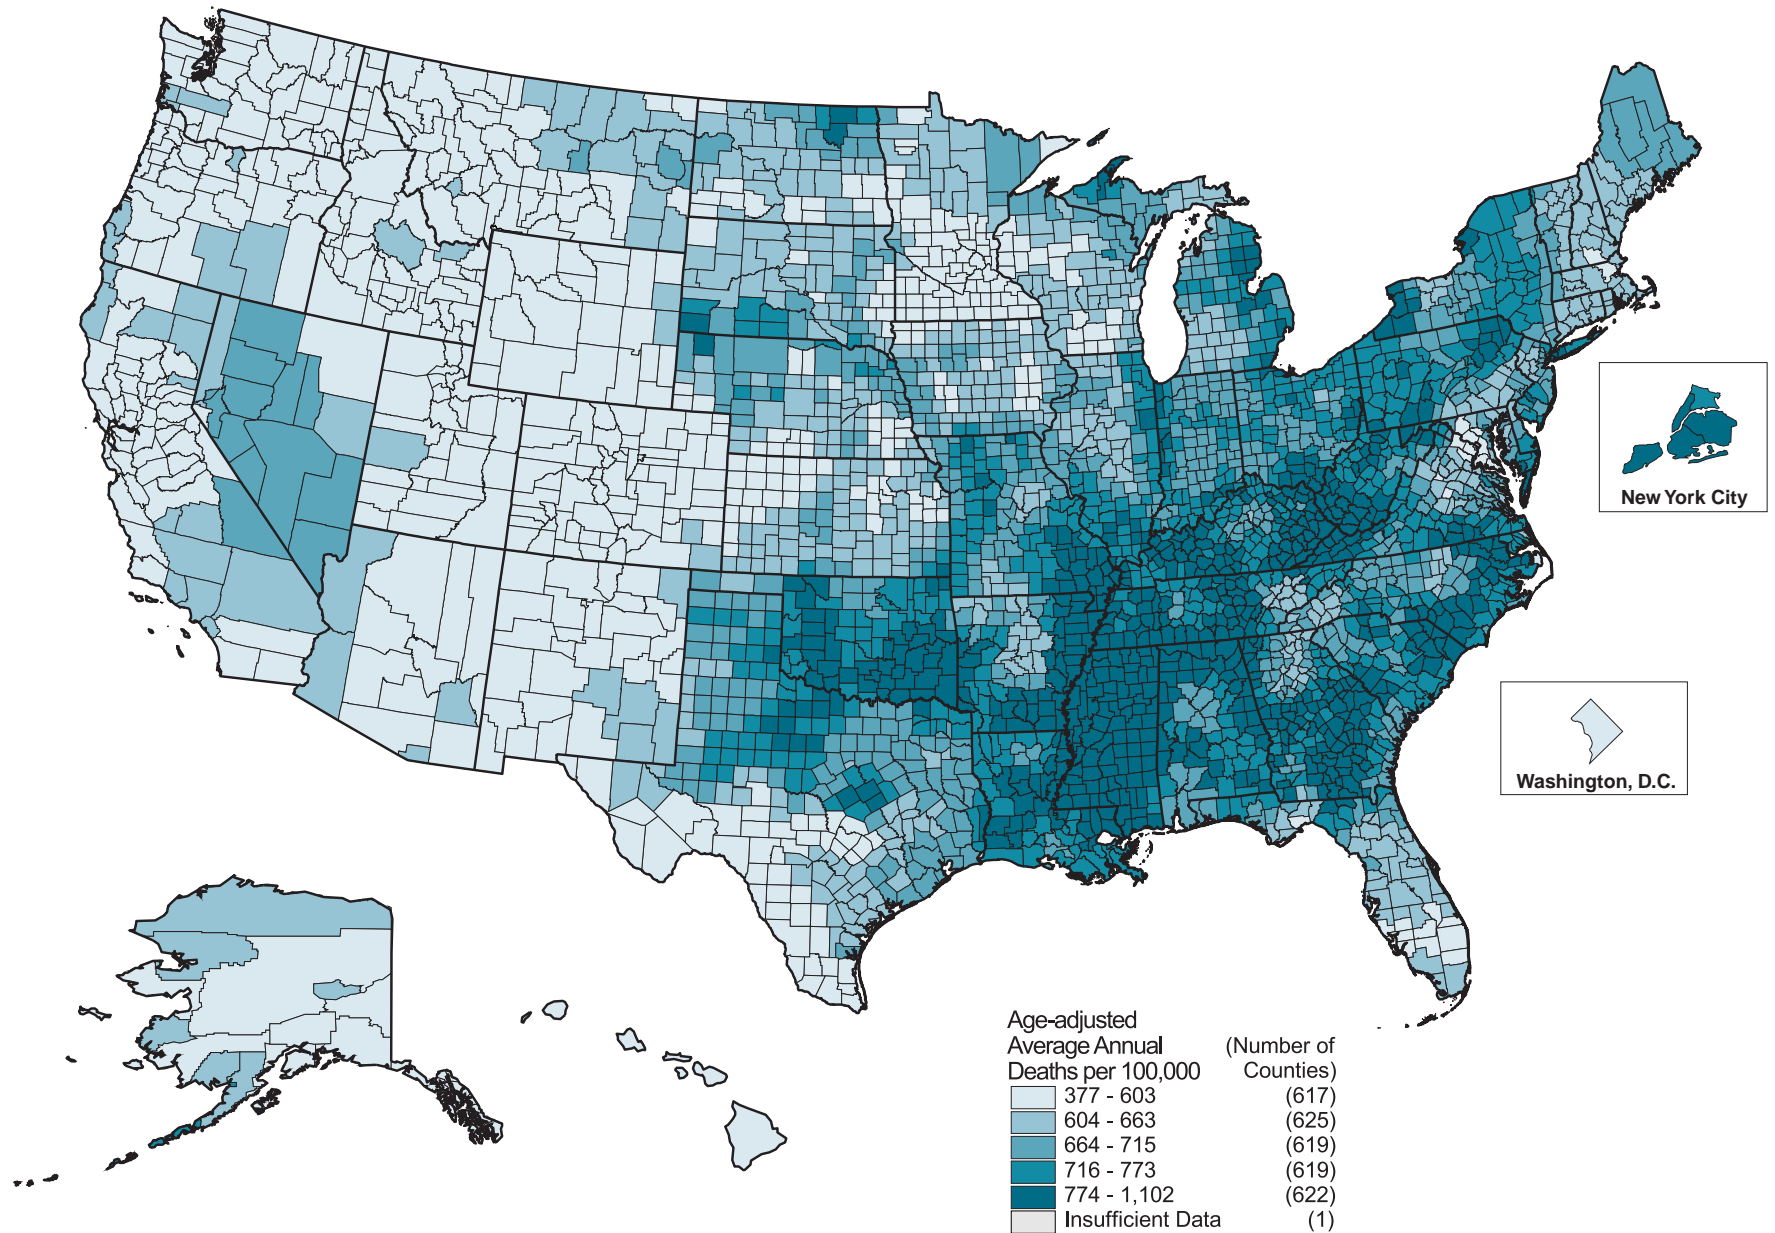 New York City
Washington, D.C.
Age-adjusted
Average Annual (Number of
Deaths per 100,000 Counties)
377 - 603 (617)
604 - 663 (625)
664 - 715 (619)
716 - 773 (619)
774 - 1,102 (622)
Insufficient Data (1)